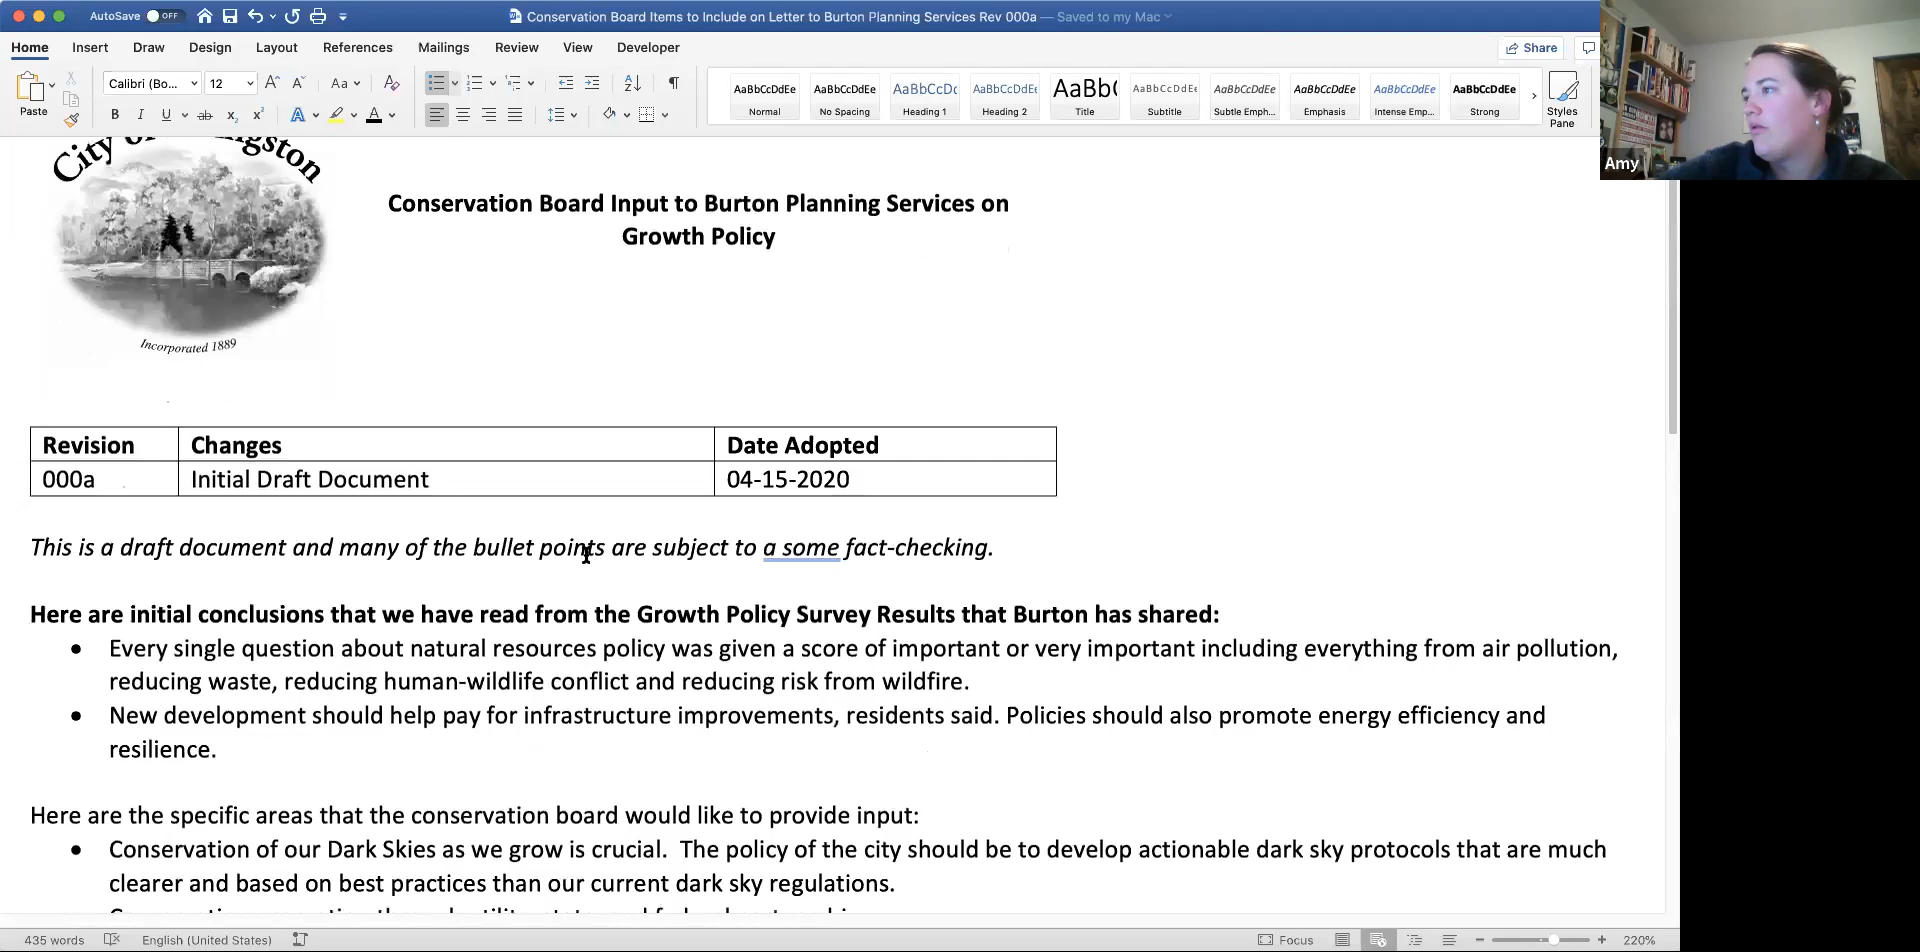 AutoSave OFF
Conservation Board Items to Include on Letter to Burton Planning Services Rev 000a — Saved to my Mac
Home Insert Draw Design Layout References Mailings Review View Developer Share
Paste
Calibri (Bo... 12
AaBbCcDdEe AaBbCcDdEe AaBbCcDc AaBbCcDdEe AaBb( AaBbCcDdEe AaBbCcDdEe AaBbCcDdEe AaBbCcDdEe AaBbCcDdEe
Normal No Spacing Heading 1 Heading 2 Title Subtitle Subtle Emph... Emphasis Intense Emp... Strong
Styles
Pane
Amy
City
Incorporated 1889
Conservation Board Input to Burton Planning Services on
Growth Policy
Revision Changes Date Adopted
000a Initial Draft Document 04-15-2020
This is a draft document and many of the bullet points are subject to a some fact-checking.
Here are initial conclusions that we have read from the Growth Policy Survey Results that Burton has shared:
• Every single question about natural resources policy was given a score of important or very important including everything from air pollution,
reducing waste, reducing human-wildlife conflict and reducing risk from wildfire.
• New development should help pay for infrastructure improvements, residents said. Policies should also promote energy efficiency and
resilience.
Here are the specific areas that the conservation board would like to provide input:
• Conservation of our Dark Skies as we grow is crucial. The policy of the city should be to develop actionable dark sky protocols that are much
clearer and based on best practices than our current dark sky regulations.
435 words English (United States) Focus 220%